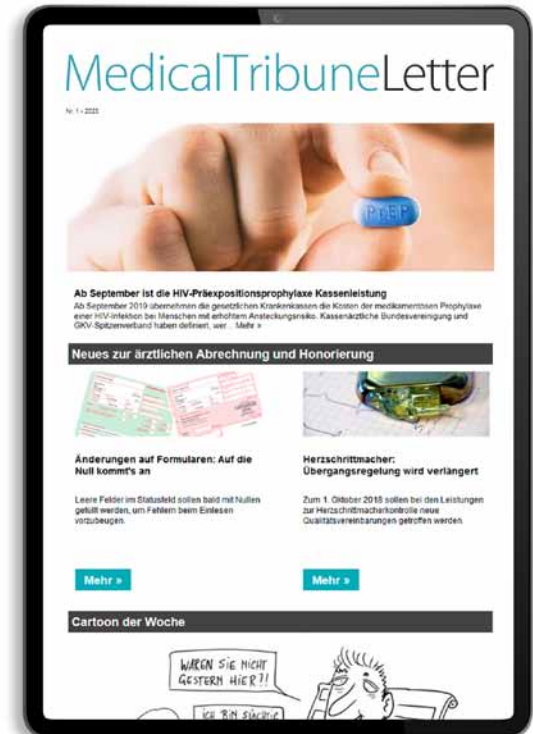 MedicalTribuneLetter
Nr. 1 • 2023
PrEP
Ab September ist die HIV-Präexpositionsprophylaxe Kassenleistung
Ab September 2019 übernehmen die gesetzlichen Krankenkassen die Kosten der medikamentösen Prophylaxe
einer HIV-Infektion bei Menschen mit erhöhtem Ansteckungsrisiko. Kassenärztliche Bundesvereinigung und
GKV-Spitzenverband haben definiert, wer... Mehr »
Neues zur ärztlichen Abrechnung und Honorierung
Änderungen auf Formularen: Auf die
Null kommt's an
Leere Felder im Statusfeld sollen bald mit Nullen
gefüllt werden, um Fehlern beim Einlesen
vorzubeugen.
Mehr »
Herzschrittmacher:
Übergangsregelung wird verlängert
Zum 1. Oktober 2018 sollen bei den Leistungen
zur Herzschrittmacherkontrolle neue
Qualitätsvereinbarungen getroffen werden.
Mehr »
Cartoon der Woche
WAREN SIE NICHT
GESTERN HIER?!
ICH BIN SÜCHTIG